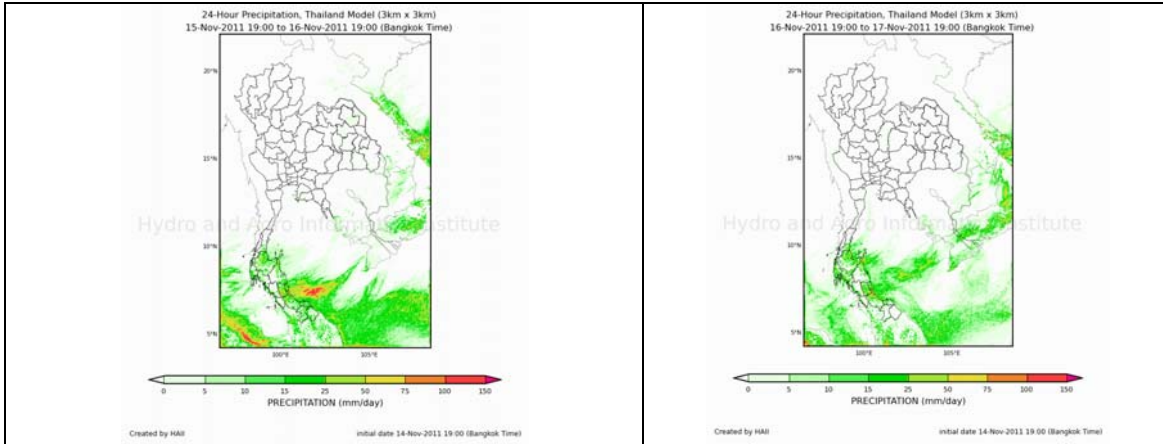 24-Hour Precipitation, Thailand Model (3km x 3km)
15-Nov-2011 19:00 to 16-Nov-2011 19:00 (Bangkok Time)
20°N
15°N
10°N
5°N
100°E 105°E
Hydro and Agro Informatics Institute
0 5 10 15 25 50 75 100 150
PRECIPITATION (mm/day)
Created by HAII initial date 14-Nov-2011 19:00 (Bangkok Time)
24-Hour Precipitation, Thailand Model (3km x 3km)
16-Nov-2011 19:00 to 17-Nov-2011 19:00 (Bangkok Time)
20°N
15°N
10°N
5°N
100°E 105°E
Hydro and Agro Informatics Institute
0 5 10 15 25 50 75 100 150
PRECIPITATION (mm/day)
Created by HAII initial date 14-Nov-2011 19:00 (Bangkok Time)